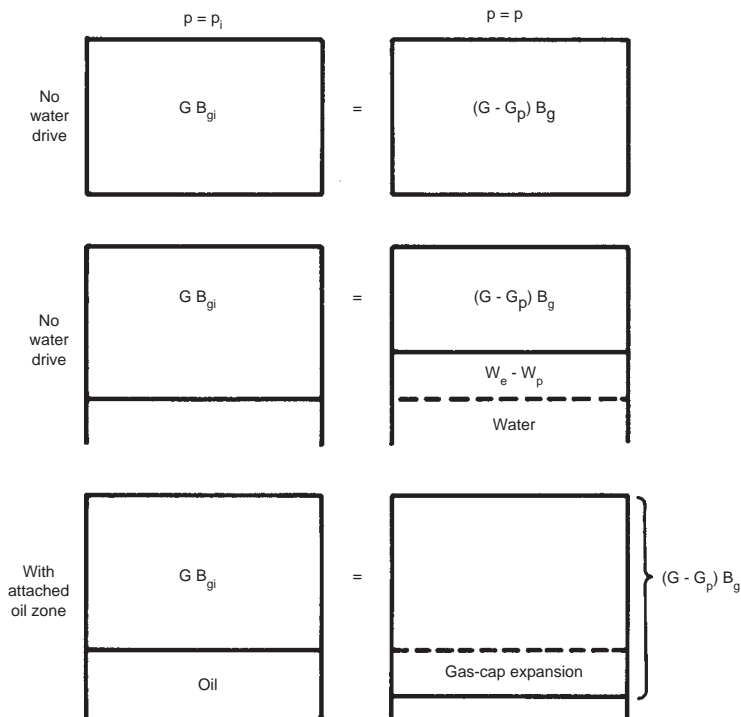 p = pᵢ
p = p
No
water
drive
G B_gi
=
(G - G_p) B_g
No
water
drive
G B_gi
=
(G - G_p) B_g
W_e - W_p
Water
With
attached
oil zone
G B_gi
=
(G - G_p) B_g
Gas-cap expansion
Oil